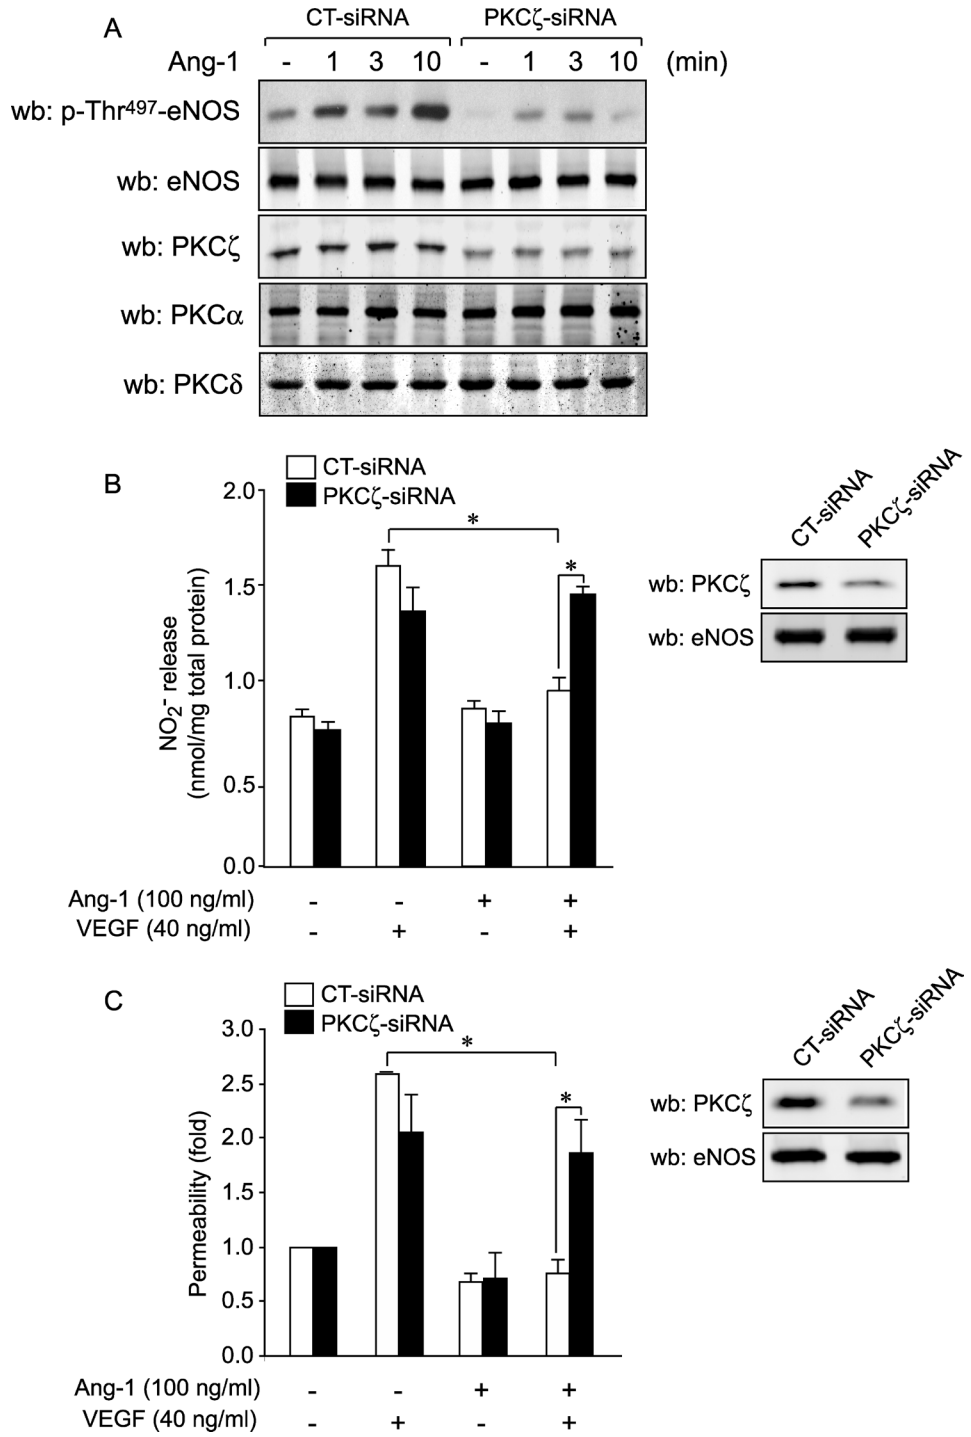 A
CT-siRNA PKCζ-siRNA
Ang-1 - 1 3 10 - 1 3 10 (min)
wb: p-Thr497-eNOS
wb: eNOS
wb: PKCζ
wb: PKCα
wb: PKCδ
B
CT-siRNA
PKCζ-siRNA
2.0
1.5
1.0
0.5
0.0
NO2- release
(nmol/mg total protein)
*
*
Ang-1 (100 ng/ml) - - + +
VEGF (40 ng/ml) - + - +
CT-siRNA
PKCζ-siRNA
wb: PKCζ
wb: eNOS
C
CT-siRNA
PKCζ-siRNA
3.0
2.5
2.0
1.5
1.0
0.5
0.0
Permeability (fold)
*
*
Ang-1 (100 ng/ml) - - + +
VEGF (40 ng/ml) - + - +
CT-siRNA
PKCζ-siRNA
wb: PKCζ
wb: eNOS